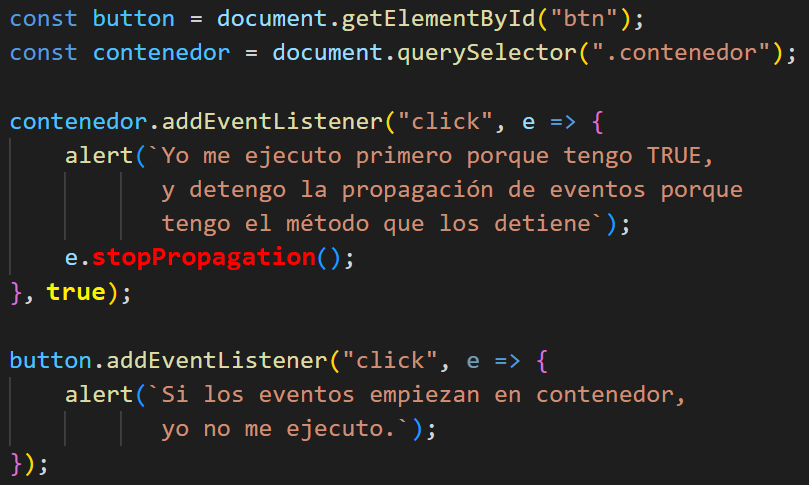 const button = document.getElementById("btn");
const contenedor = document.querySelector(".contenedor");
contenedor.addEventListener("click", e => {
alert(`Yo me ejecuto primero porque tengo TRUE,
y detengo la propagación de eventos porque
tengo el método que los detiene`);
e.stopPropagation();
}, true);
button.addEventListener("click", e => {
alert(`Si los eventos empiezan en contenedor,
yo no me ejecuto.`);
});